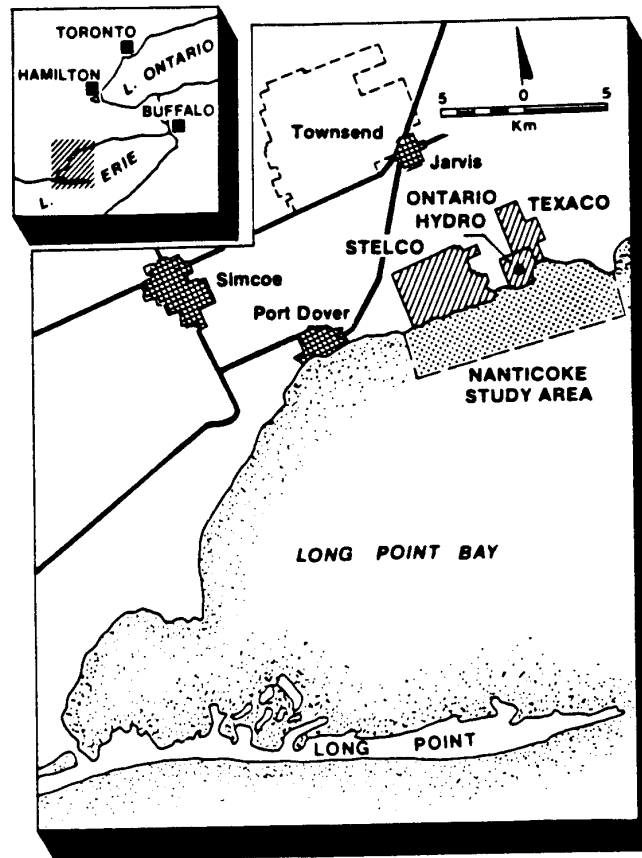 TORONTO
HAMILTON
L. ONTARIO
BUFFALO
L. ERIE
5 0 5
Km
Townsend
Jarvis
ONTARIO
HYDRO
TEXACO
STELCO
Simcoe
Port Dover
NANTICOKE
STUDY AREA
LONG POINT BAY
LONG POINT